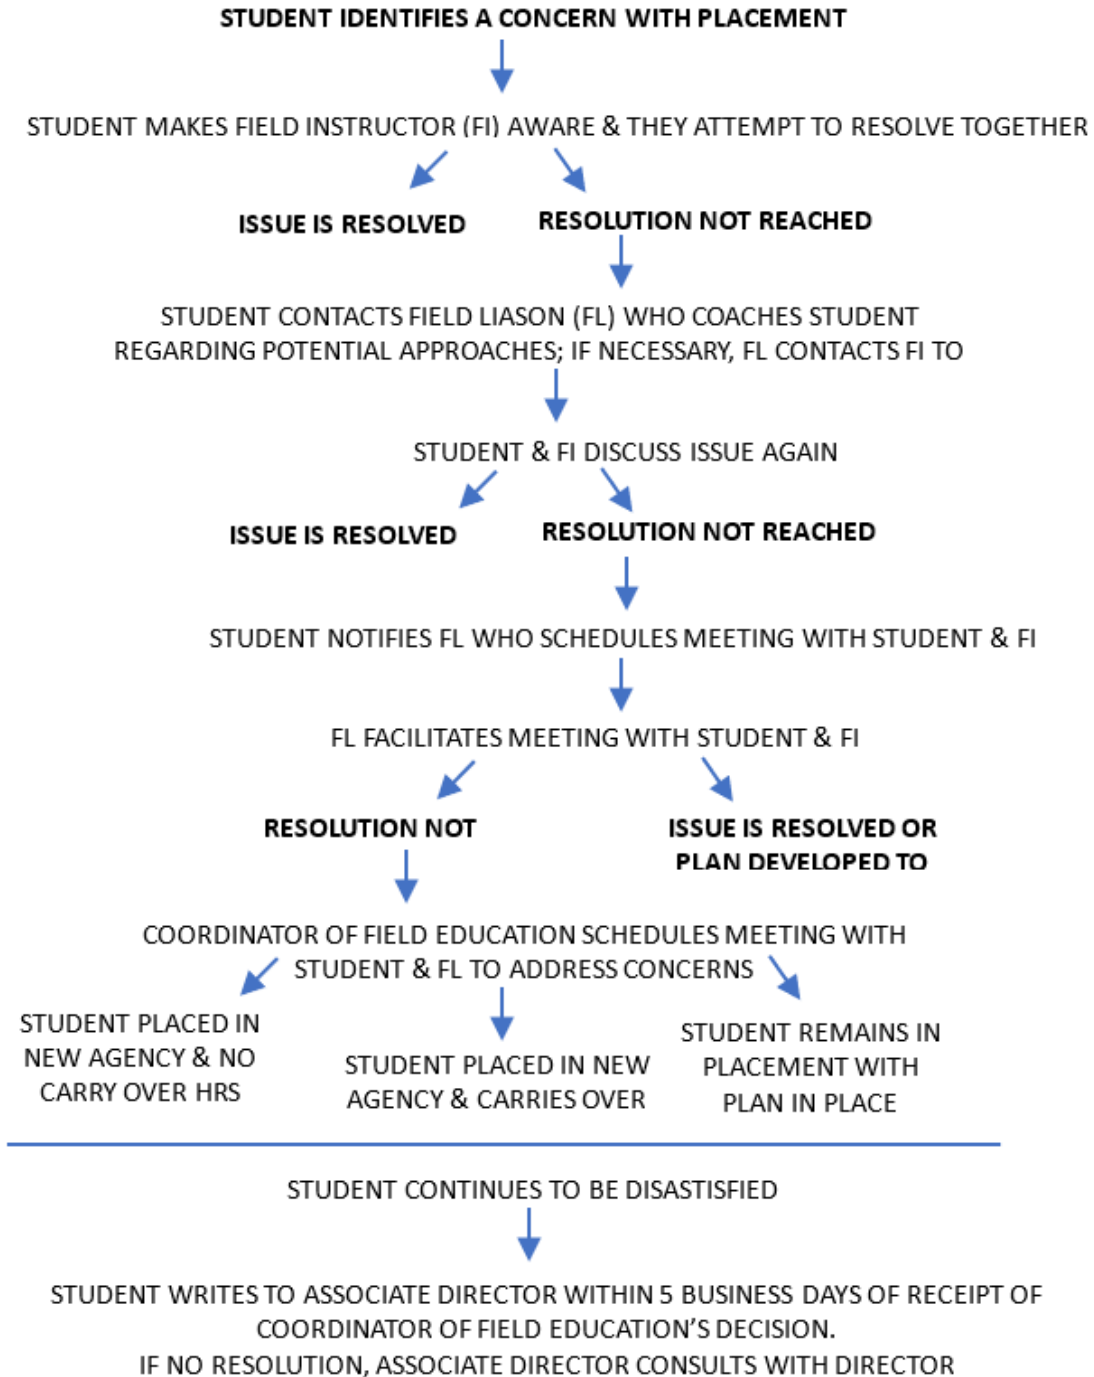 STUDENT IDENTIFIES A CONCERN WITH PLACEMENT
STUDENT MAKES FIELD INSTRUCTOR (FI) AWARE & THEY ATTEMPT TO RESOLVE TOGETHER
ISSUE IS RESOLVED
RESOLUTION NOT REACHED
STUDENT CONTACTS FIELD LIASON (FL) WHO COACHES STUDENT
REGARDING POTENTIAL APPROACHES; IF NECESSARY, FL CONTACTS FI TO
STUDENT & FI DISCUSS ISSUE AGAIN
ISSUE IS RESOLVED
RESOLUTION NOT REACHED
STUDENT NOTIFIES FL WHO SCHEDULES MEETING WITH STUDENT & FI
FL FACILITATES MEETING WITH STUDENT & FI
RESOLUTION NOT
ISSUE IS RESOLVED OR
PLAN DEVELOPED TO
COORDINATOR OF FIELD EDUCATION SCHEDULES MEETING WITH
STUDENT & FL TO ADDRESS CONCERNS
STUDENT PLACED IN
NEW AGENCY & NO
CARRY OVER HRS
STUDENT PLACED IN NEW
AGENCY & CARRIES OVER
STUDENT REMAINS IN
PLACEMENT WITH
PLAN IN PLACE
STUDENT CONTINUES TO BE DISASTISFIED
STUDENT WRITES TO ASSOCIATE DIRECTOR WITHIN 5 BUSINESS DAYS OF RECEIPT OF
COORDINATOR OF FIELD EDUCATION'S DECISION.
IF NO RESOLUTION, ASSOCIATE DIRECTOR CONSULTS WITH DIRECTOR